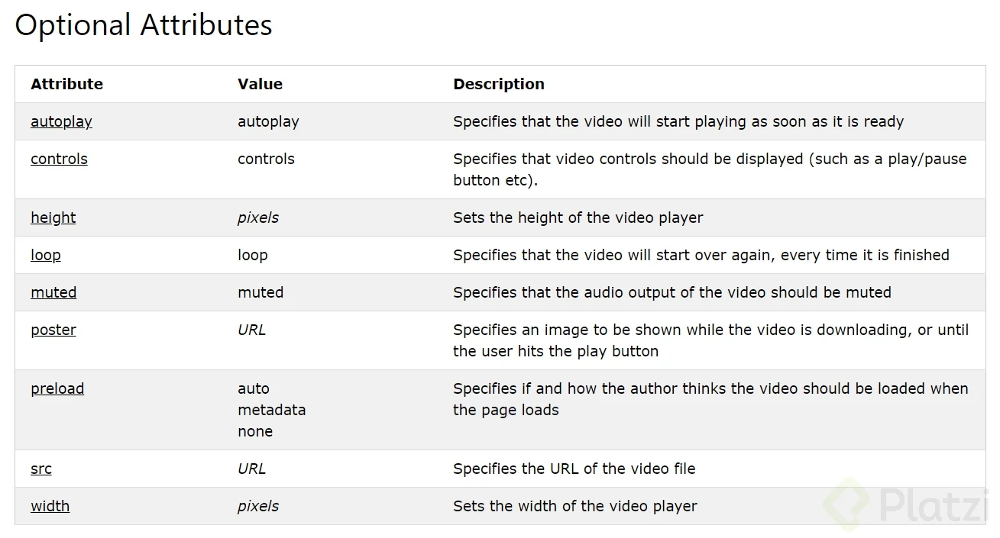 Optional Attributes
Attribute Value Description
autoplay autoplay Specifies that the video will start playing as soon as it is ready
controls controls Specifies that video controls should be displayed (such as a play/pause
button etc).
height pixels Sets the height of the video player
loop loop Specifies that the video will start over again, every time it is finished
muted muted Specifies that the audio output of the video should be muted
poster URL Specifies an image to be shown while the video is downloading, or until
the user hits the play button
preload auto Specifies if and how the author thinks the video should be loaded when
metadata the page loads
none
src URL Specifies the URL of the video file
width pixels Sets the width of the video player
Platzi